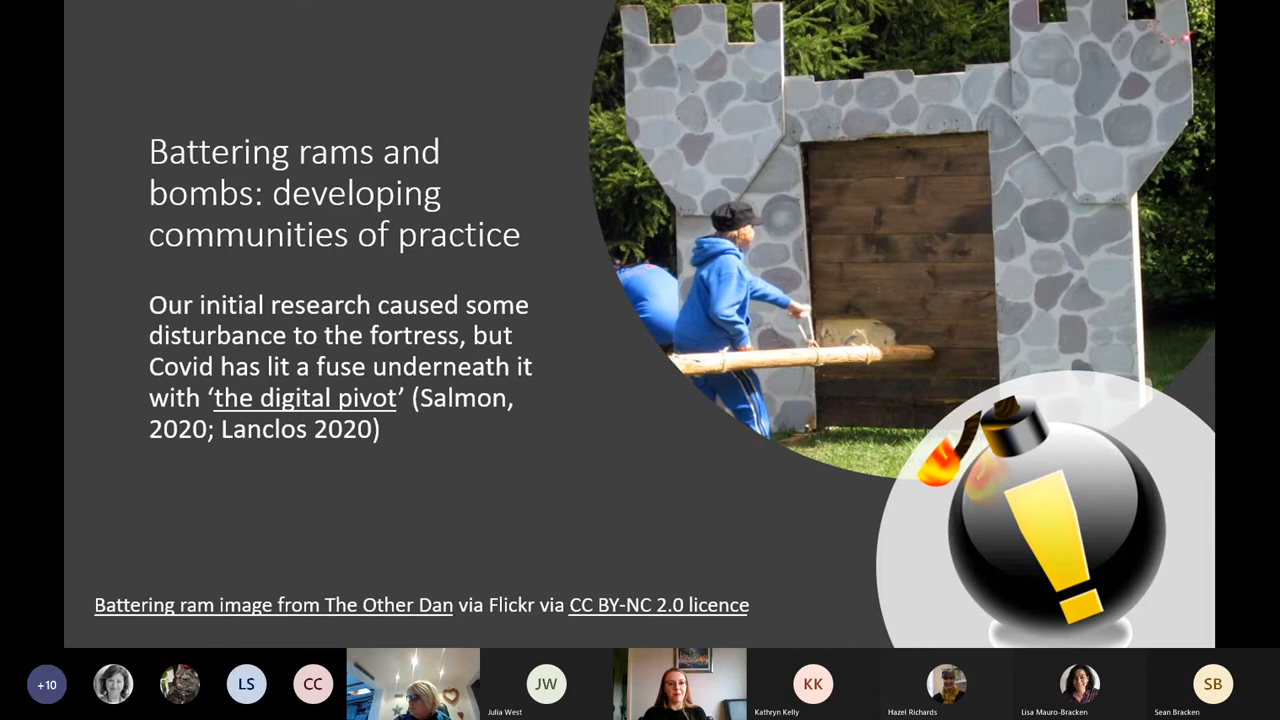 Battering rams and
bombs: developing
communities of practice
Our initial research caused some
disturbance to the fortress, but
Covid has lit a fuse underneath it
with ‘the digital pivot’ (Salmon,
2020; Lanclos 2020)
Battering ram image from The Other Dan via Flickr via CC BY-NC 2.0 licence
!
+10
LS
CC
JW
Julia West
KK
Kathryn Kelly
Hazel Richards
Lisa Mauro-Bracken
SB
Sean Bracken